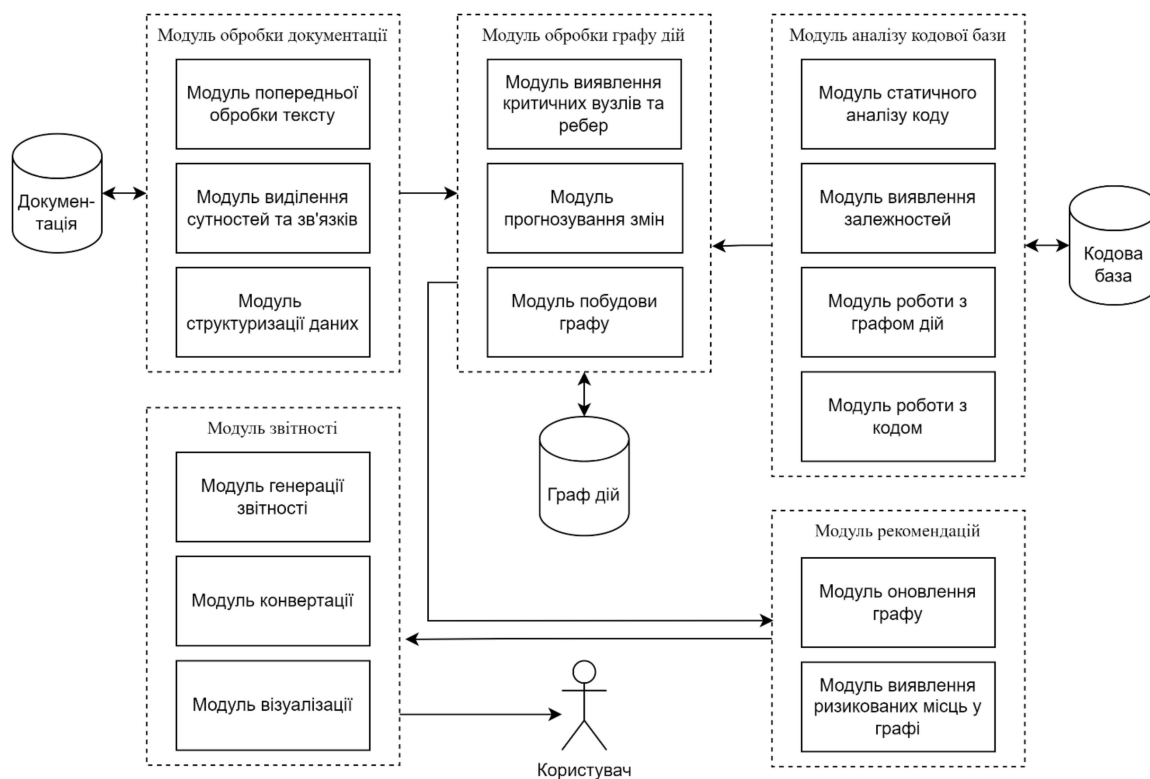 Модуль обробки документації
Модуль попередньої
обробки тексту
Модуль виділення
сутностей та зв'язків
Модуль
структуризації даних
Докумен-
тація
Модуль обробки графу дій
Модуль виявлення
критичних вузлів та
ребер
Модуль
прогнозування змін
Модуль побудови
графу
Граф дій
Модуль аналізу кодової бази
Модуль статичного
аналізу коду
Модуль виявлення
залежностей
Модуль роботи з
графом дій
Модуль роботи з
кодом
Кодова
база
Модуль звітності
Модуль генерації
звітності
Модуль конвертації
Модуль візуалізації
Користувач
Модуль рекомендацій
Модуль оновлення
графу
Модуль виявлення
ризикованих місць у
графі